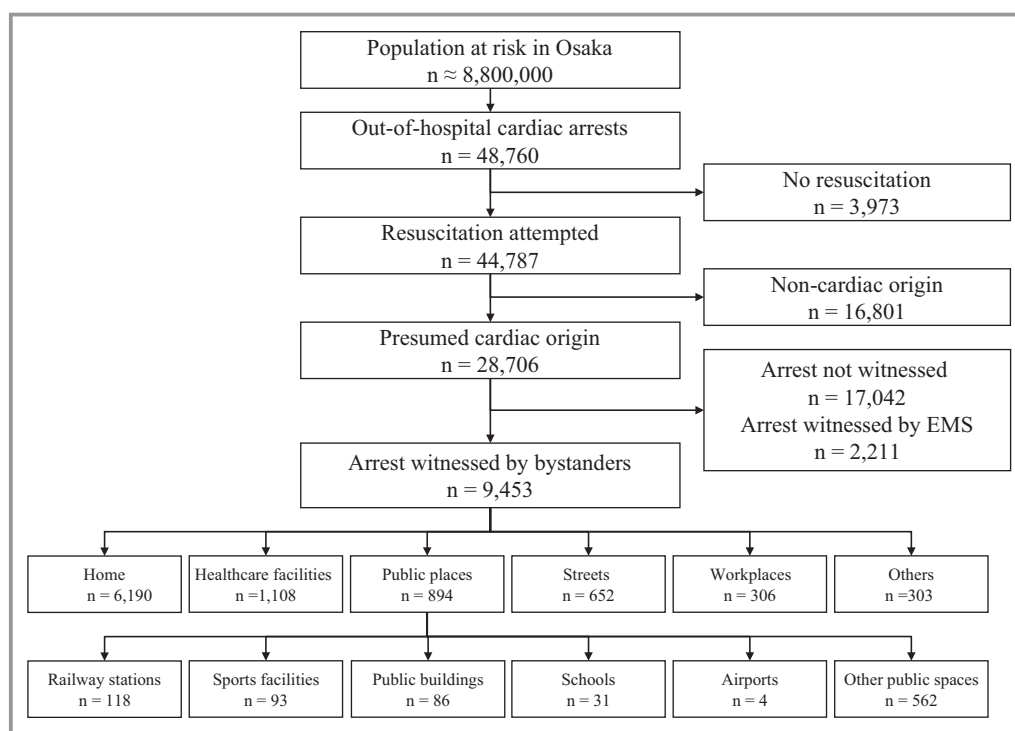 Population at risk in Osaka
n ≈ 8,800,000
Out-of-hospital cardiac arrests
n = 48,760
No resuscitation
n = 3,973
Resuscitation attempted
n = 44,787
Non-cardiac origin
n = 16,801
Presumed cardiac origin
n = 28,706
Arrest not witnessed
n = 17,042
Arrest witnessed by EMS
n = 2,211
Arrest witnessed by bystanders
n = 9,453
Home
n = 6,190
Healthcare facilities
n =1,108
Public places
n = 894
Streets
n = 652
Workplaces
n = 306
Others
n =303
Railway stations
n = 118
Sports facilities
n = 93
Public buildings
n = 86
Schools
n = 31
Airports
n = 4
Other public spaces
n = 562